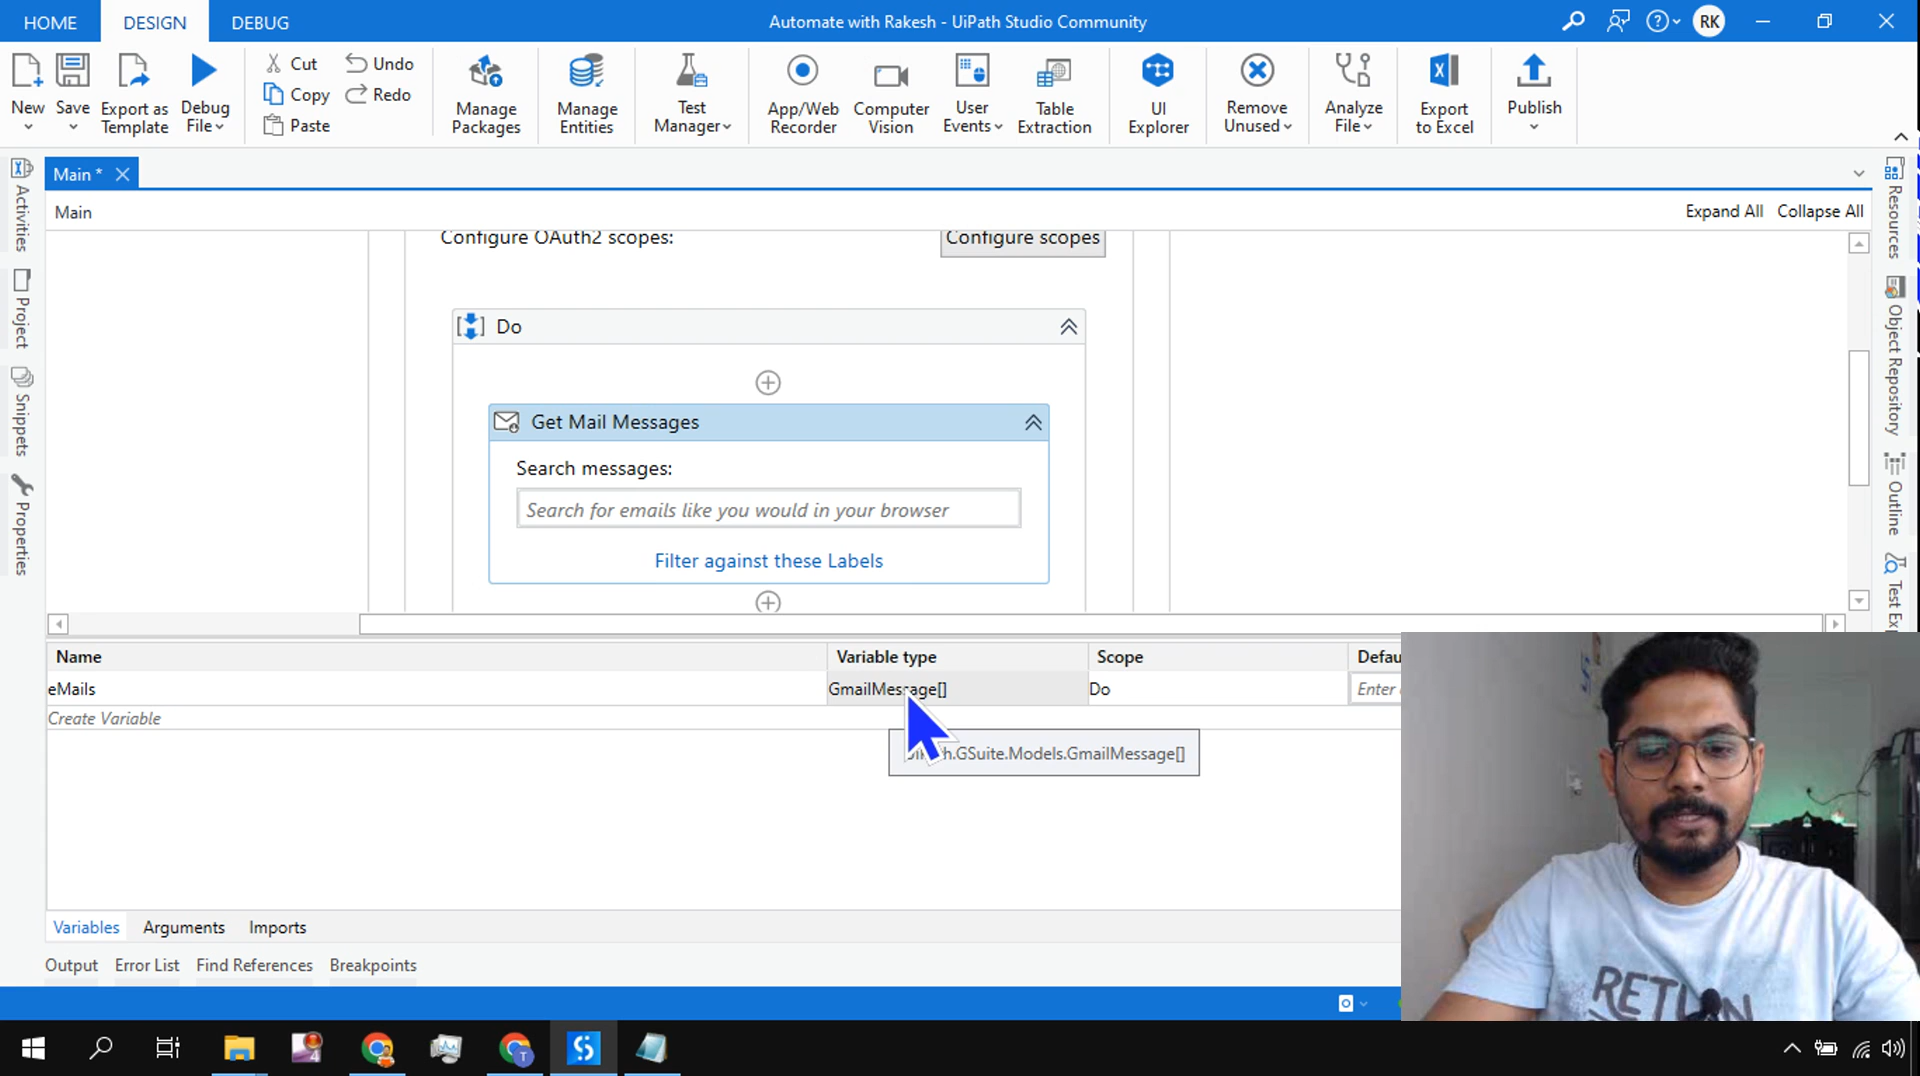 HOME DESIGN DEBUG Automate with Rakesh - UiPath Studio Community RK
New
Save
Export as
Template
Debug
File
Cut
Copy
Paste
Undo
Redo
Manage
Packages
Manage
Entities
Test
Manager
App/Web
Recorder
Computer
Vision
User
Events
Table
Extraction
UI
Explorer
Remove
Unused
Analyze
File
Export
to Excel
Publish
Main *
Main Expand All Collapse All
Activities
Project
Snippets
Properties
Resources
Object Repository
Outline
Configure OAuth2 scopes: Configure scopes
Do
Get Mail Messages
Search messages:
Search for emails like you would in your browser
Filter against these Labels
Name Variable type Scope
eMails GmailMessage[] Do Enter
Create Variable
.GSuite.Models.GmailMessage[]
Variables Arguments Imports
Output Error List Find References Breakpoints
4
T